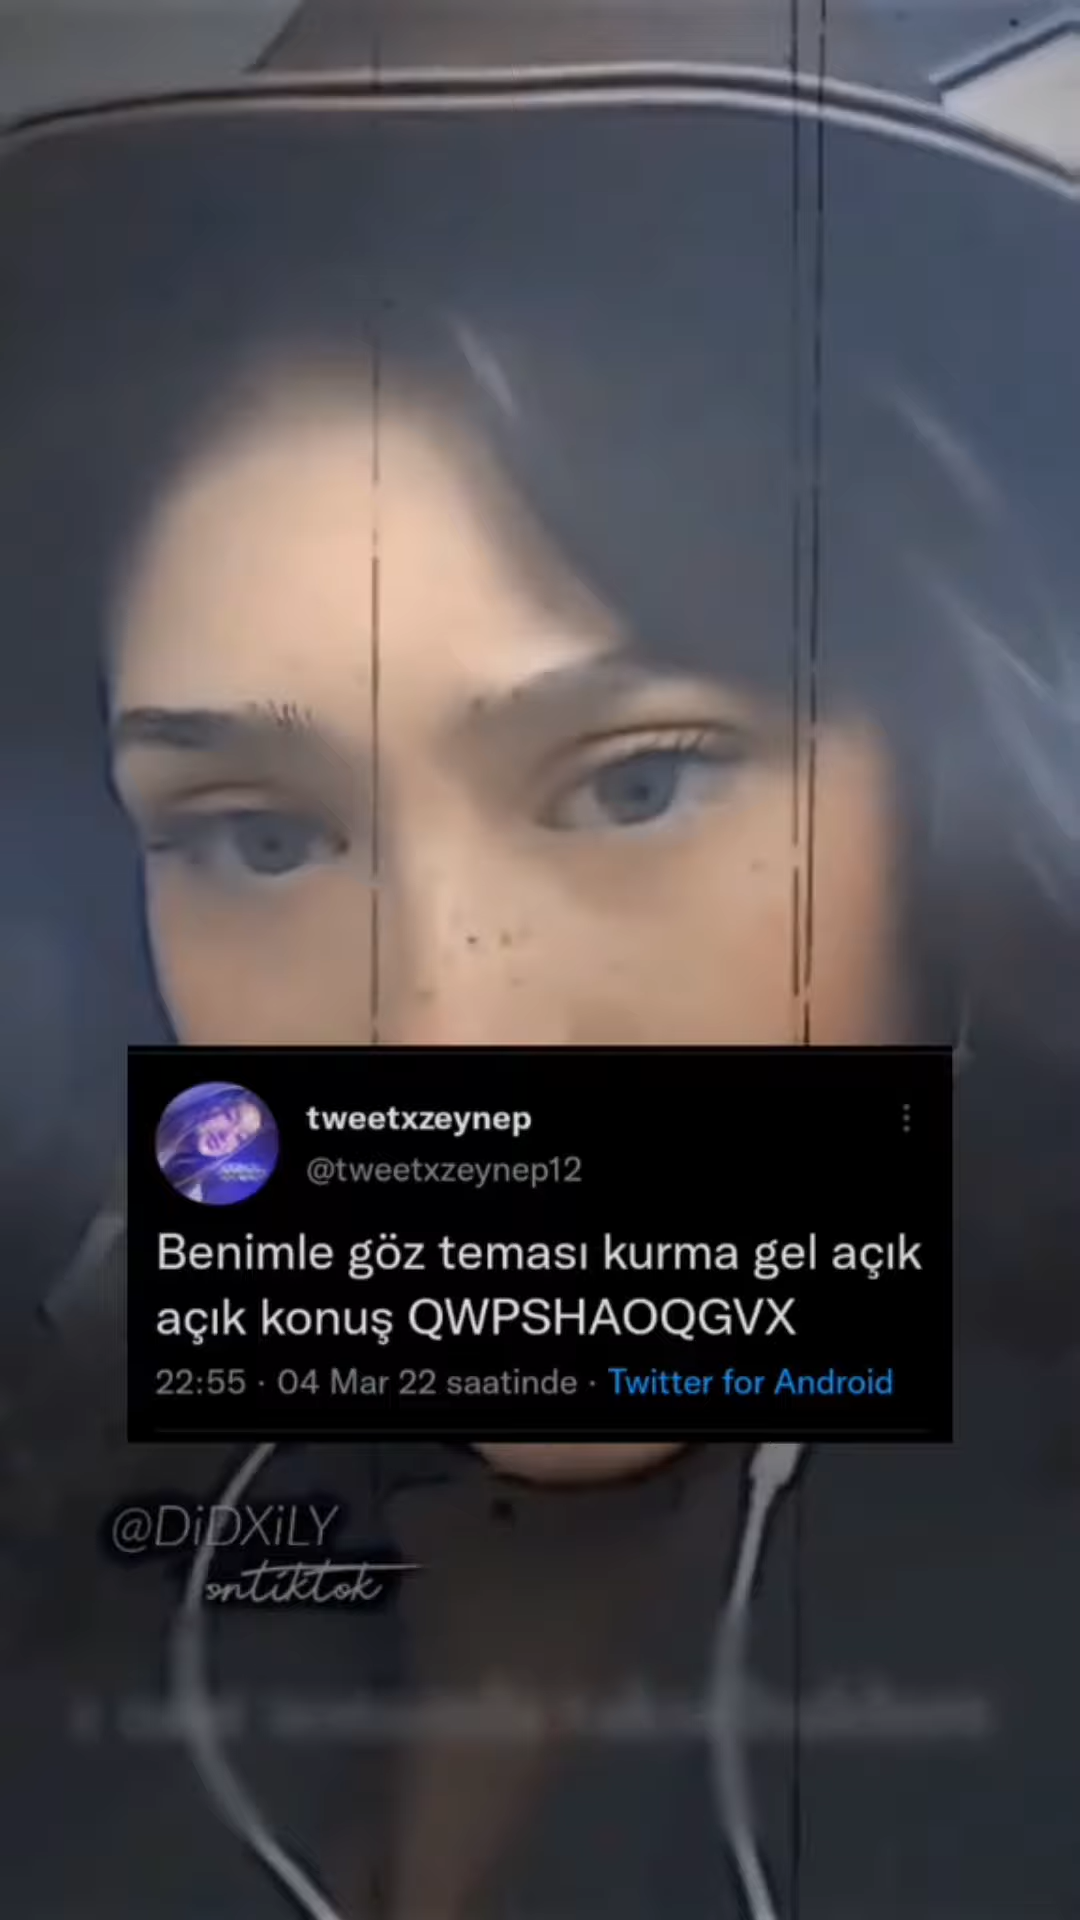 tweetxzeynep
@tweetxzeynep12
Benimle göz teması kurma gel açık
açık konuş QWPSHAOQGVX
22:55 · 04 Mar 22 saatinde · Twitter for Android
@DiDXiLY
ontiktok